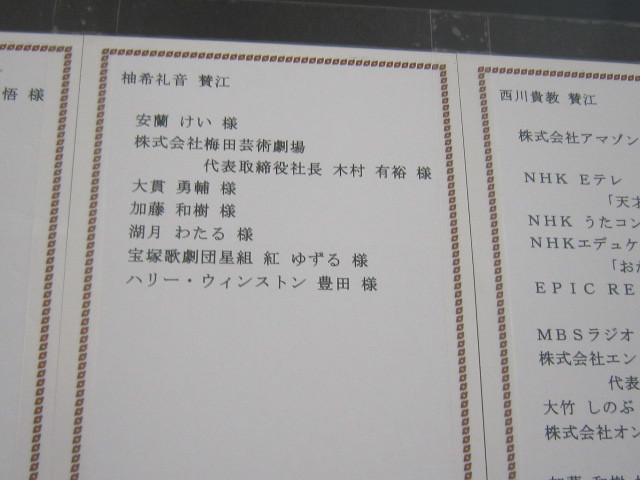 悟 様
柚希礼音 賛江
安蘭 けい 様
株式会社梅田芸術劇場
代表取締役社長 木村 有裕 様
大貫 勇輔 様
加藤 和樹 様
湖月 わたる 様
宝塚歌劇団星組 紅 ゆずる 様
ハリー・ウィンストン 豊田 様
西川貴教 賛江
株式会社アマゾン
NHK Eテレ
「天才
NHK うたコン
NHKエデュケ
「おか
EPIC RE
MBSラジオ
株式会社エン
代表
大竹 しのぶ
株式会社オン